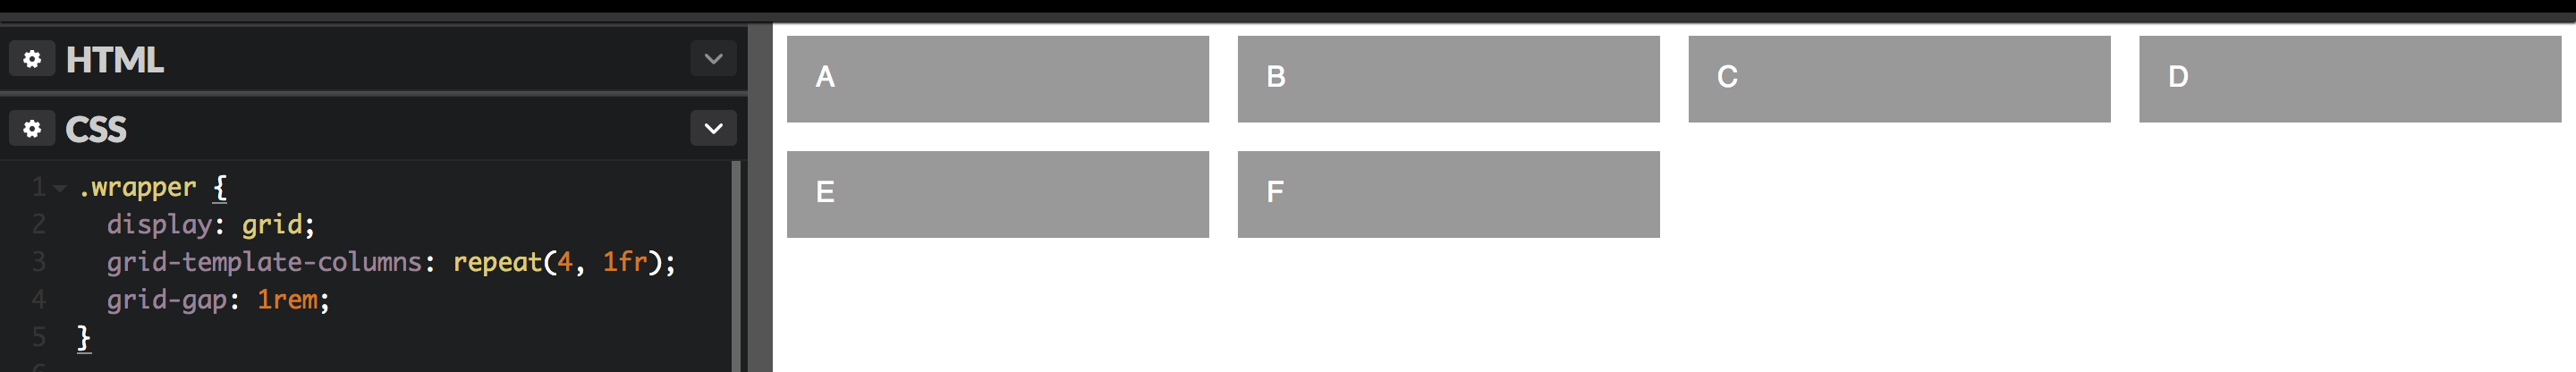 HTML
CSS
1 .wrapper {
2 display: grid;
3 grid-template-columns: repeat(4, 1fr);
4 grid-gap: 1rem;
5 }
A B C D
E F